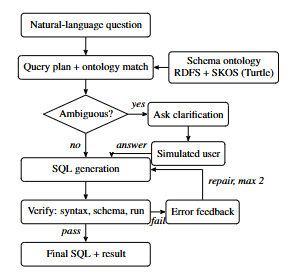 Natural-language question
Query plan + ontology match
Schema ontology
RDFS + SKOS (Turtle)
Ambiguous?
yes
Ask clarification
no
answer
Simulated user
SQL generation
repair, max 2
Verify: syntax, schema, run
fail
Error feedback
pass
Final SQL + result